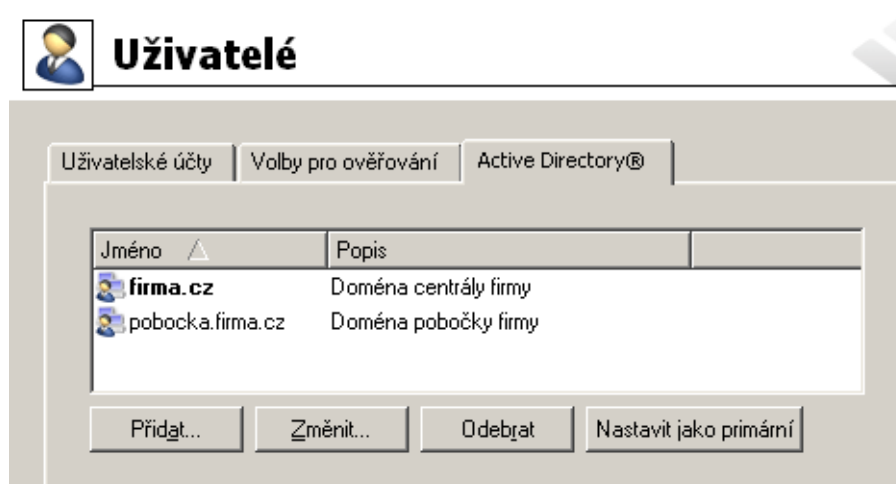 Uživatelé
Uživatelské účty Volby pro ověřování Active Directory®
Jméno Popis
firma.cz Doména centrály firmy
pobocka.firma.cz Doména pobočky firmy
Přidat... Změnit... Odebrat Nastavit jako primární